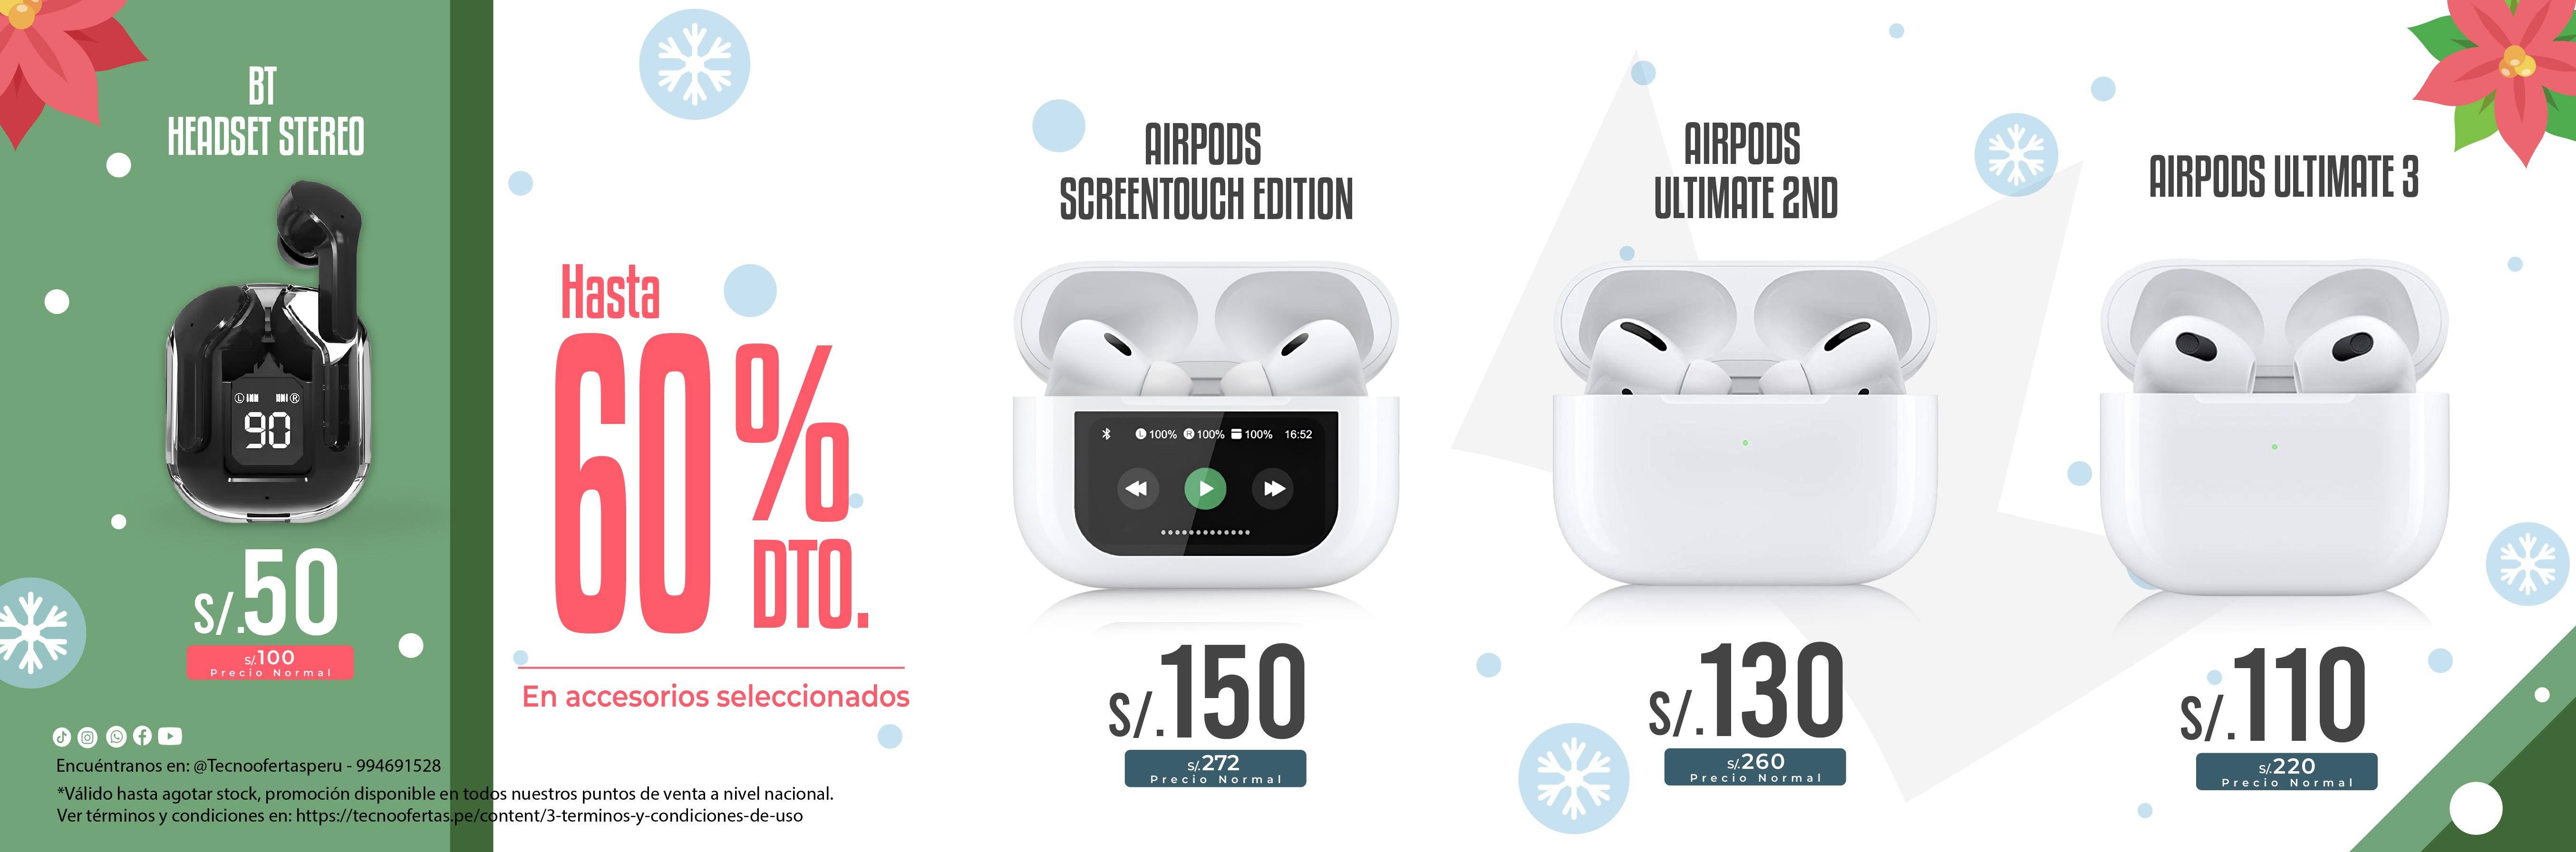 BT
HEADSET STEREO
90
S/.50
S/.100
Precio Normal
Encuéntranos en: @Tecnoofertasperu - 994691528
*Válido hasta agotar stock, promoción disponible en todos nuestros puntos de venta a nivel nacional.
Ver términos y condiciones en: https://tecnoofertas.pe/content/3-terminos-y-condiciones-de-uso
Hasta
60%
DTO.
En accesorios seleccionados
AIRPODS
SCREENTOUCH EDITION
L 100% R 100% 100% 16:52
S/.150
S/.272
Precio Normal
AIRPODS
ULTIMATE 2ND
S/.130
S/.260
Precio Normal
AIRPODS ULTIMATE 3
S/.110
S/.220
Precio Normal